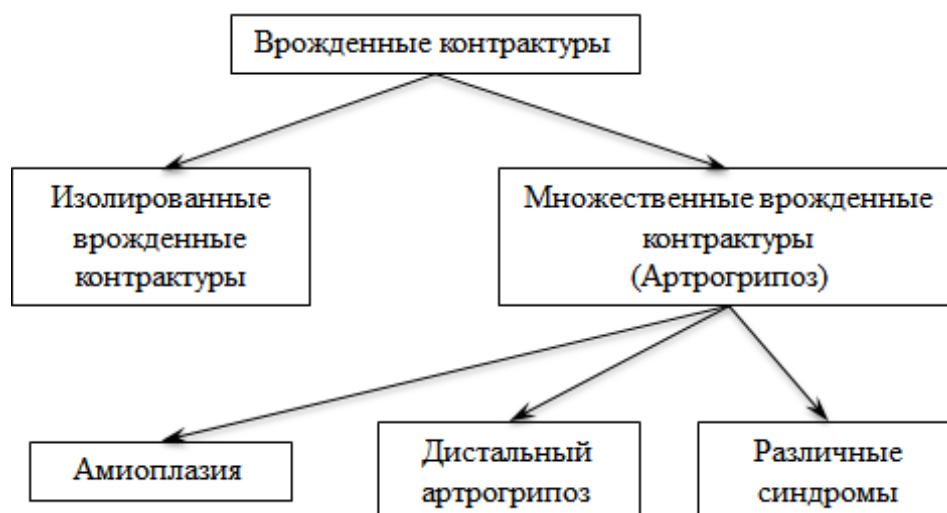 Врожденные контрактуры
Изолированные
врожденные
контрактуры
Множественные врожденные
контрактуры
(Артрогрипоз)
Амиоплазия
Дистальный
артрогрипоз
Различные
синдромы